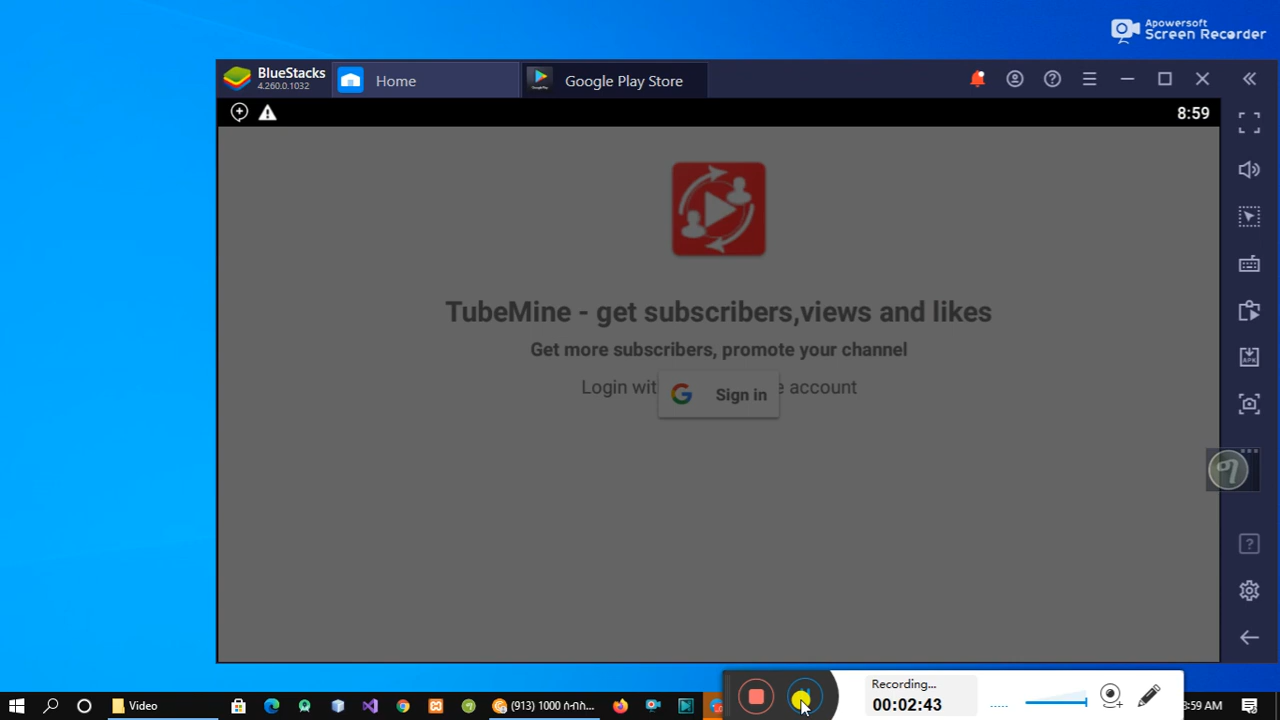 Apowersoft
Screen Recorder
BlueStacks
4.260.0.1032
Home
Google Play Store
8:59
TubeMine - get subscribers,views and likes
Get more subscribers, promote your channel
Login wit
Sign in
e account
APK
ግ
Recording...
00:02:43
Video
(913) 1000 ሰብስ...
:59 AM